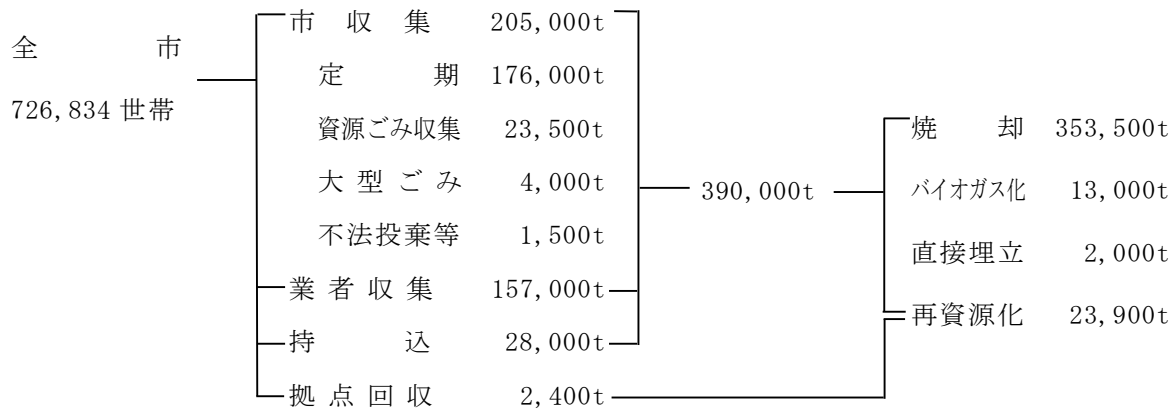 全市
726,834 世帯
市収集 205,000t
定期 176,000t
資源ごみ収集 23,500t
大型ごみ 4,000t
不法投棄等 1,500t
業者収集 157,000t
持込 28,000t
拠点回収 2,400t
390,000t
焼却 353,500t
バイオガス化 13,000t
直接埋立 2,000t
再資源化 23,900t